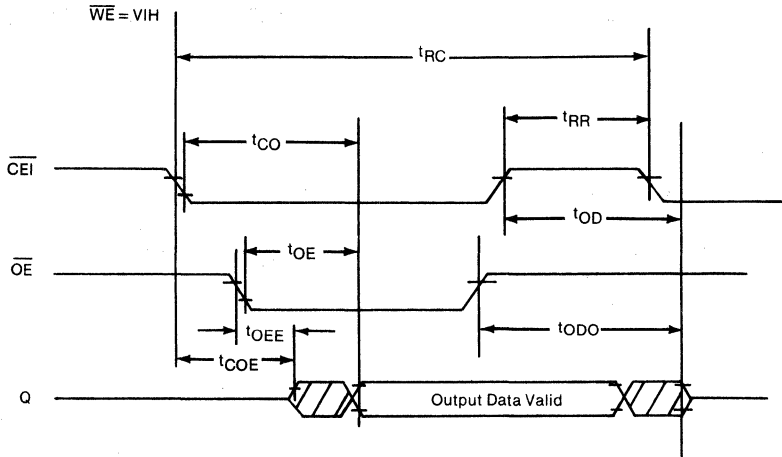 WE = VIH
tRC
tRR
tCO
CEI
tOD
tOE
OE
tOEE
tODO
tCOE
Q
Output Data Valid